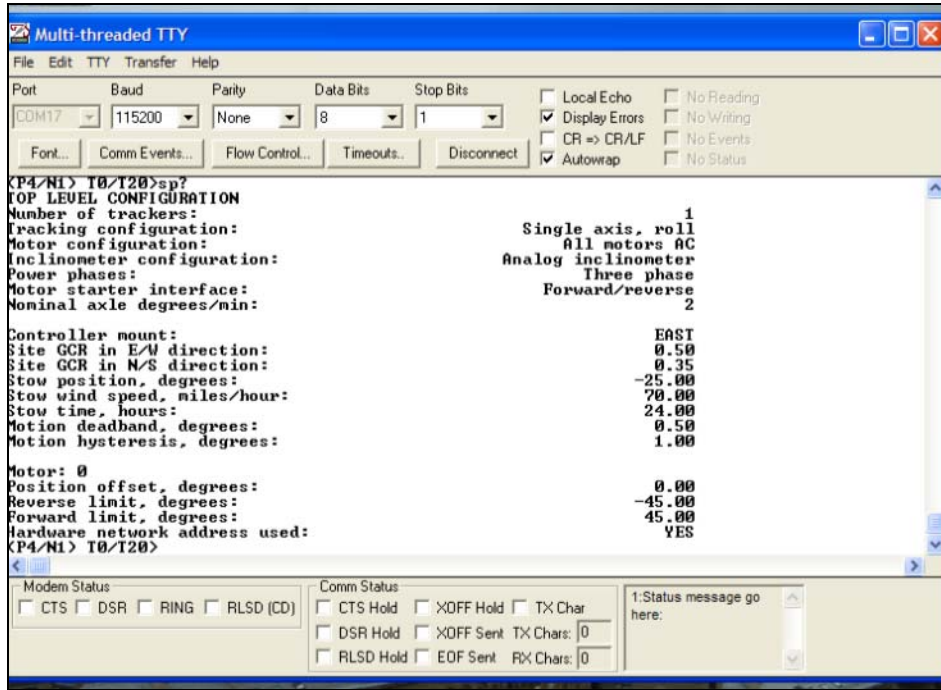 Multi-threaded TTY
File Edit TTY Transfer Help
Port Baud Parity Data Bits Stop Bits
COM17 115200 None 8 1
Local Echo No Reading
Display Errors No Writing
CR => CR/LF No Events
Autowrap No Status
Font... Comm Events... Flow Control... Timeouts.. Disconnect
(P4/N1) T0/T20>sp?
TOP LEVEL CONFIGURATION
Number of trackers: 1
Tracking configuration: Single axis, roll
Motor configuration: All motors AC
Inclinometer configuration: Analog inclinometer
Power phases: Three phase
Motor starter interface: Forward/reverse
Nominal axle degrees/min: 2
Controller mount: EAST
Site GCR in E/W direction: 0.50
Site GCR in N/S direction: 0.35
Stow position, degrees: -25.00
Stow wind speed, miles/hour: 70.00
Stow time, hours: 24.00
Motion deadband, degrees: 0.50
Motion hysteresis, degrees: 1.00
Motor: 0
Position offset, degrees: 0.00
Reverse limit, degrees: -45.00
Forward limit, degrees: 45.00
Hardware network address used: YES
(P4/N1) T0/T20>
Modem Status
CTS DSR RING RLSD (CD)
Comm Status
CTS Hold XOFF Hold TX Char
DSR Hold XOFF Sent TX Chars: 0
RLSD Hold EOF Sent RX Chars: 0
1:Status message go
here: